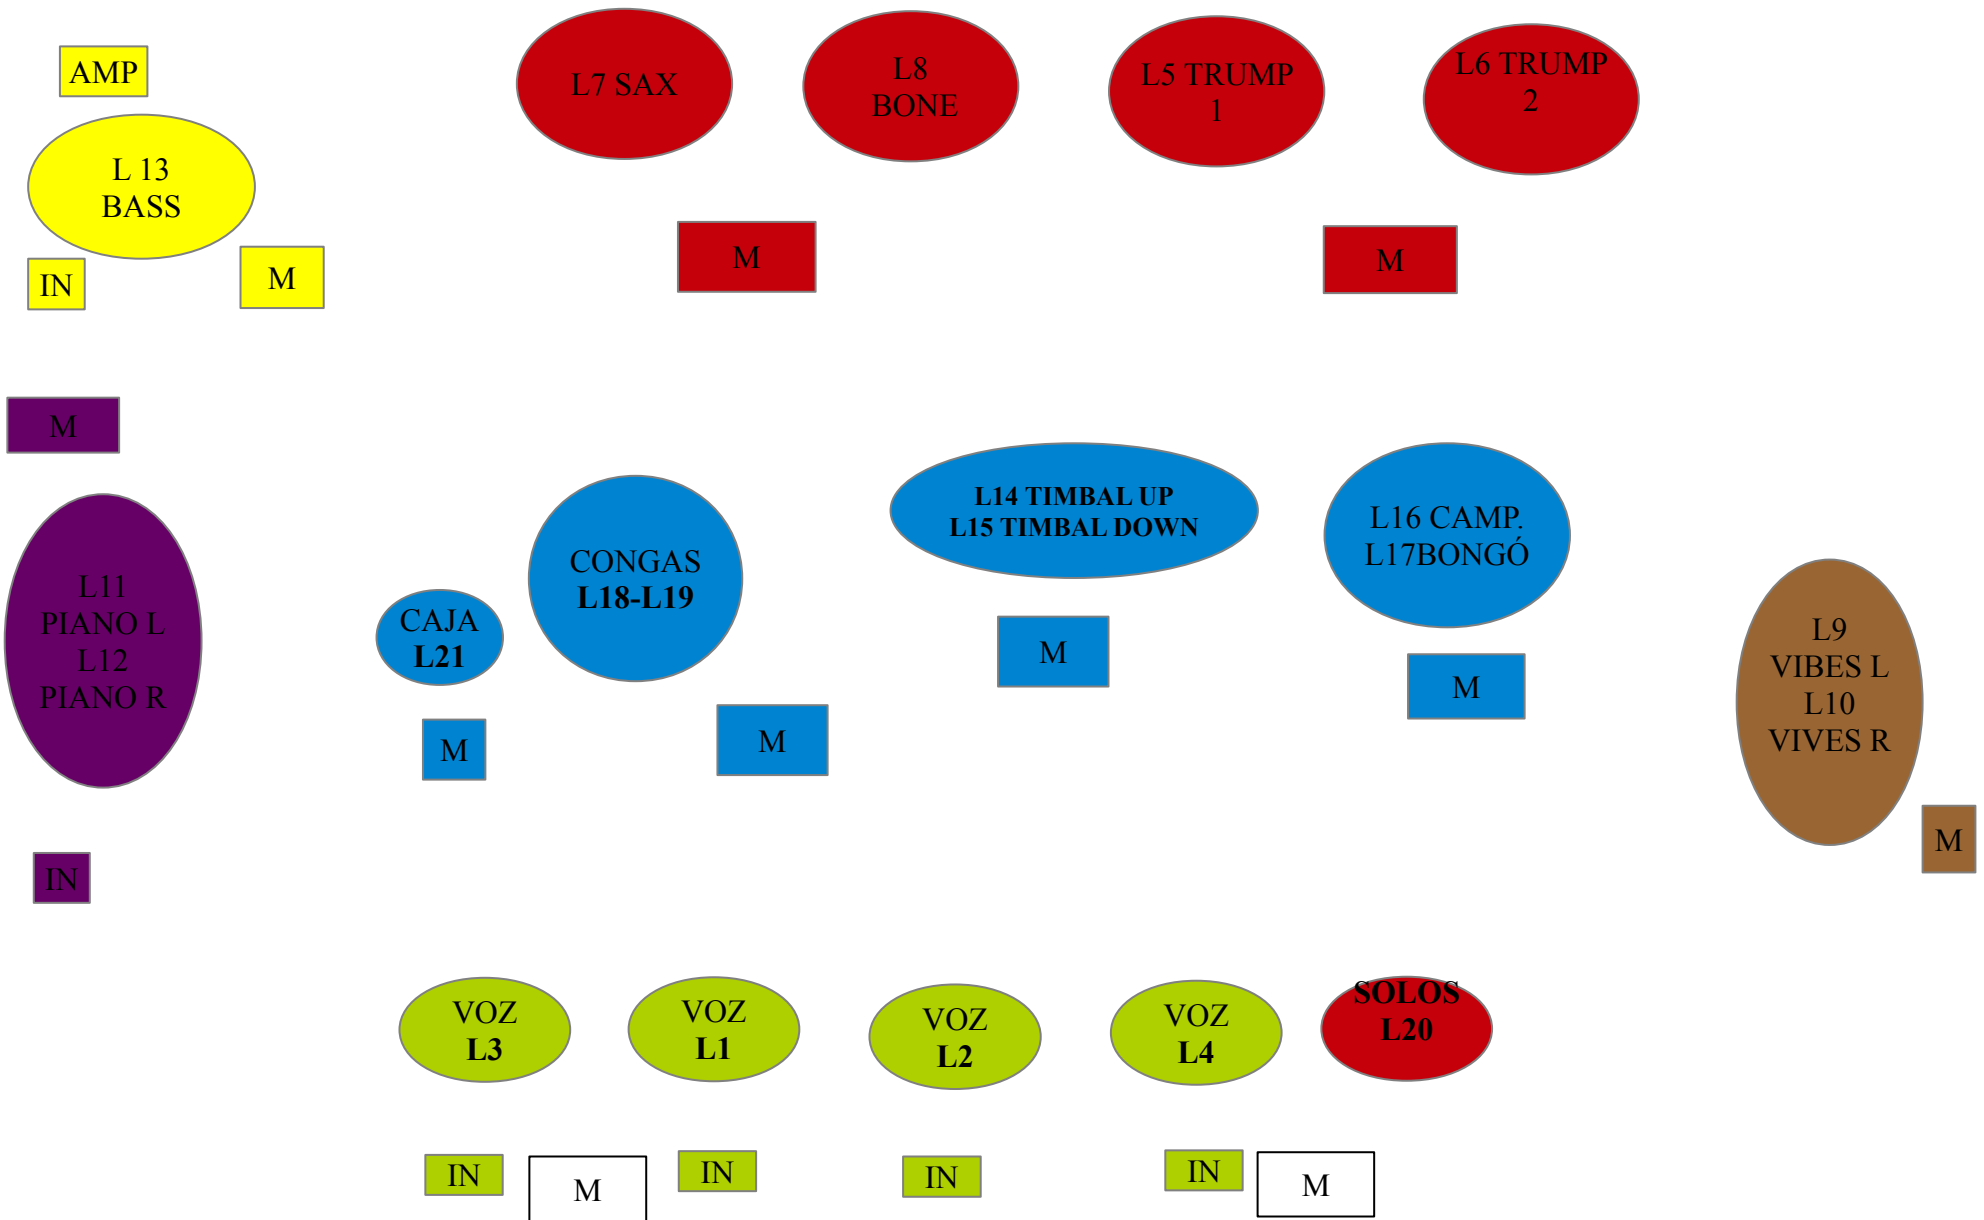 AMP
L7 SAX
L8
BONE
L5 TRUMP
1
L6 TRUMP
2
L 13
BASS
IN
M
M
M
M
L11
PIANO L
L12
PIANO R
IN
CAJA
L21
M
CONGAS
L18-L19
M
L14 TIMBAL UP
L15 TIMBAL DOWN
M
L16 CAMP.
L17BONGÓ
M
L9
VIBES L
L10
VIVES R
M
VOZ
L3
VOZ
L1
VOZ
L2
VOZ
L4
SOLOS
L20
IN
M
IN
IN
IN
M